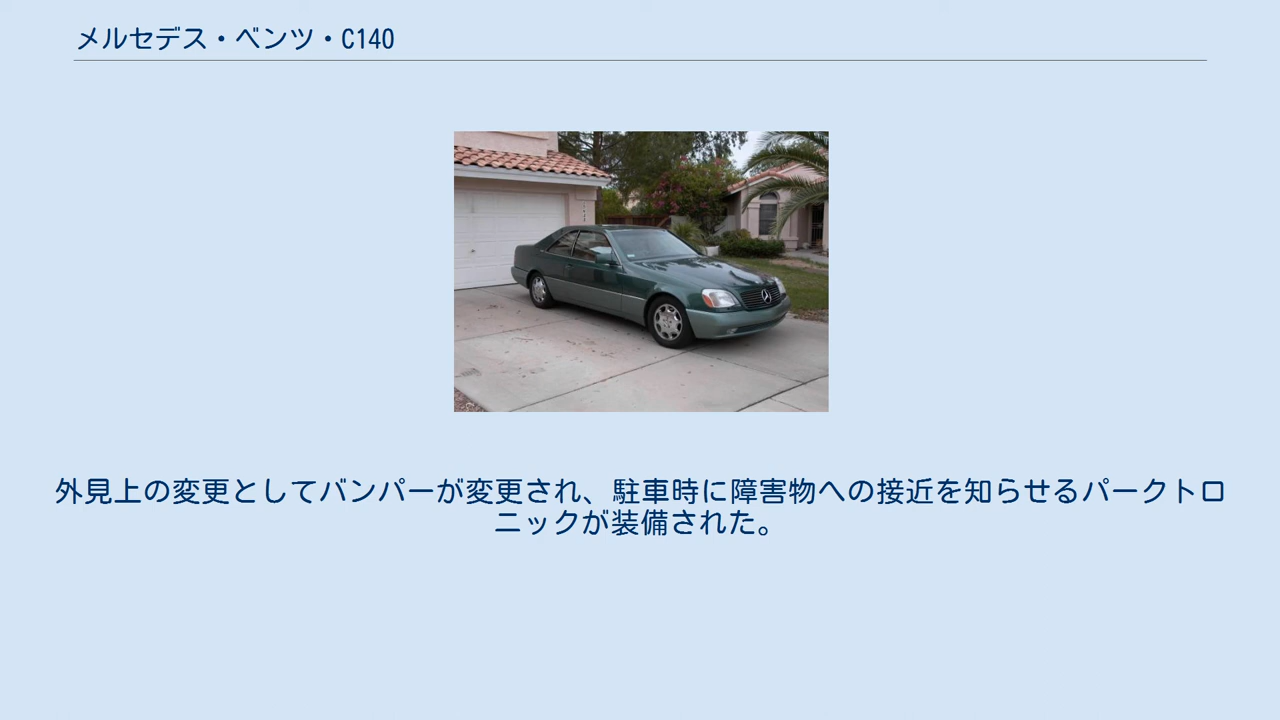 メルセデス・ベンツ・C140
外見上の変更としてバンパーが変更され、駐車時に障害物への接近を知らせるパークトロ
ニックが装備された。